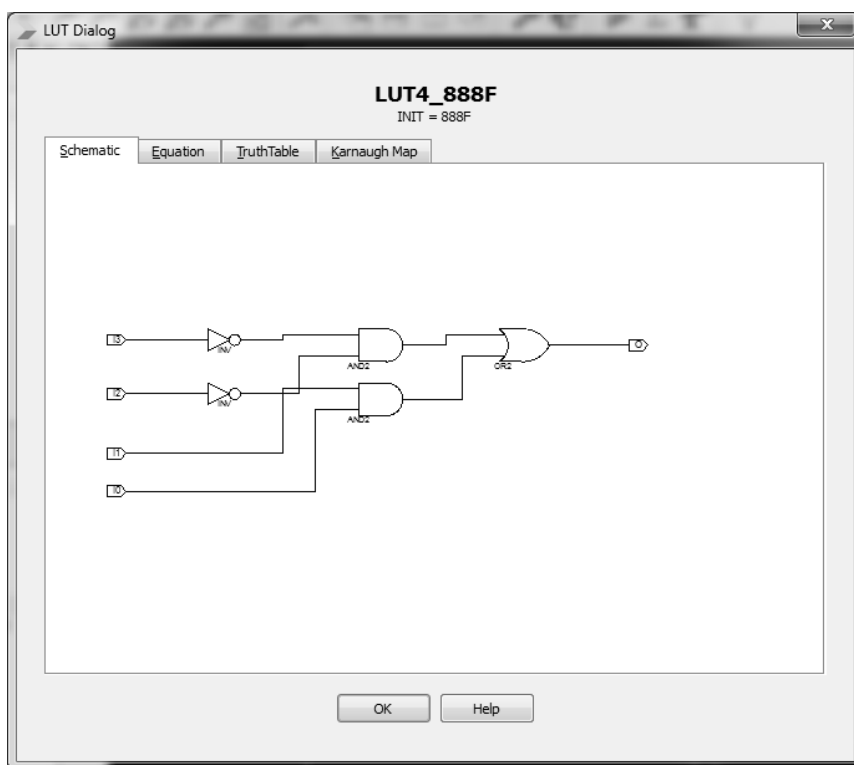 LUT Dialog
LUT4_888F
INIT = 888F
Schematic
Equation
TruthTable
Karnaugh Map
I3
INV
AND2
OR2
O
I2
INV
AND2
I1
I0
OK
Help